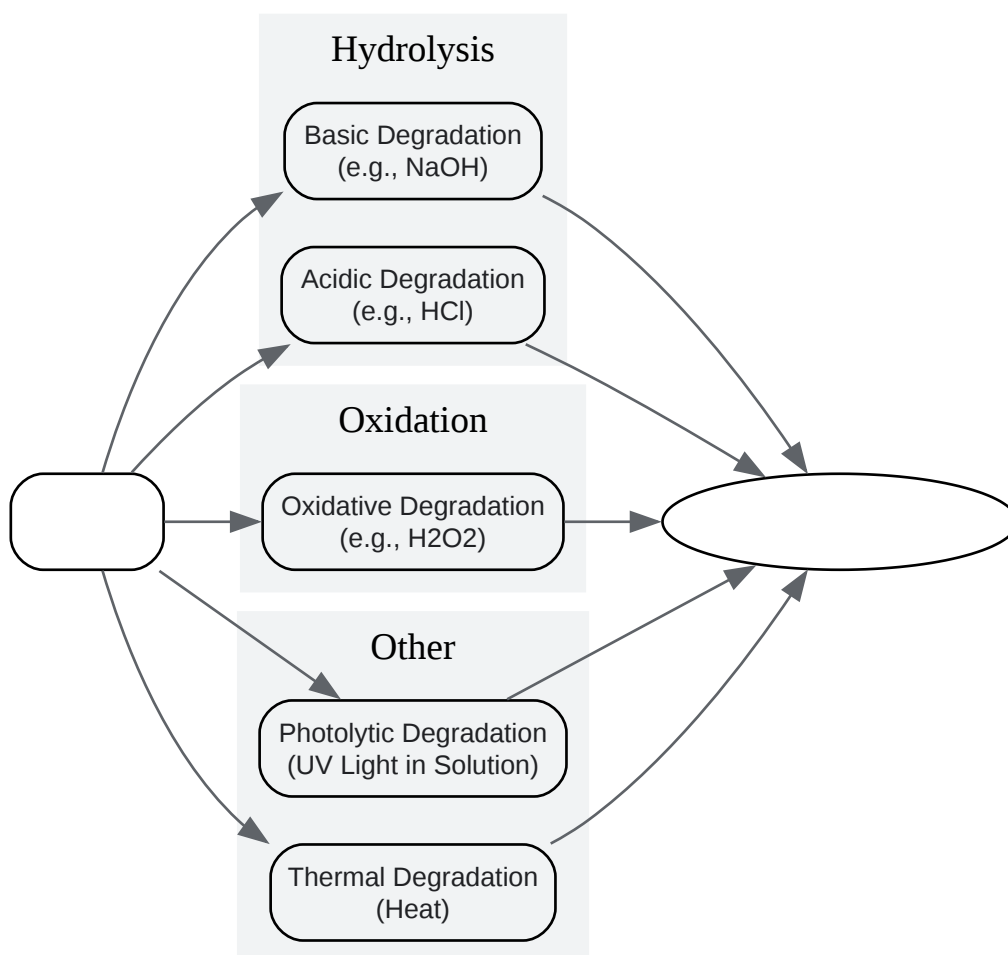 Hydrolysis
Basic Degradation
(e.g., NaOH)
Acidic Degradation
(e.g., HCl)
Oxidation
Oxidative Degradation
(e.g., H2O2)
Other
Photolytic Degradation
(UV Light in Solution)
Thermal Degradation
(Heat)